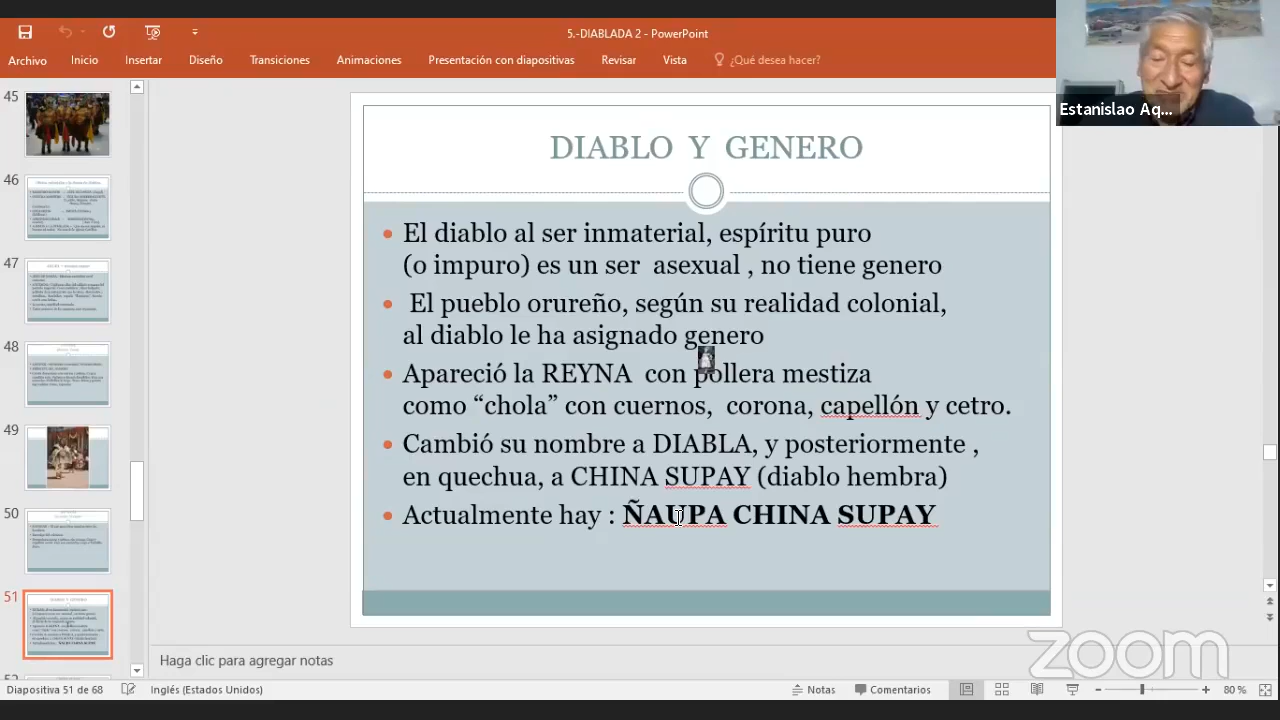 5.-DIABLADA 2 - PowerPoint
Archivo Inicio Insertar Diseño Transiciones Animaciones Presentación con diapositivas Revisar Vista ¿Qué desea hacer?
Estanislao Aq...
45
46
47
48
49
50
51
DIABLO Y GENERO
El diablo al ser inmaterial, espíritu puro
(o impuro) es un ser asexual , no tiene genero
El pueblo orureño, según su realidad colonial,
al diablo le ha asignado genero
Apareció la REYNA con pollera mestiza
como “chola” con cuernos, corona, capellón y cetro.
Cambió su nombre a DIABLA, y posteriormente ,
en quechua, a CHINA SUPAY (diablo hembra)
Actualmente hay : ÑAUPA CHINA SUPAY
Haga clic para agregar notas
zoom
Diapositiva 51 de 68 Inglés (Estados Unidos) Notas Comentarios 80 %